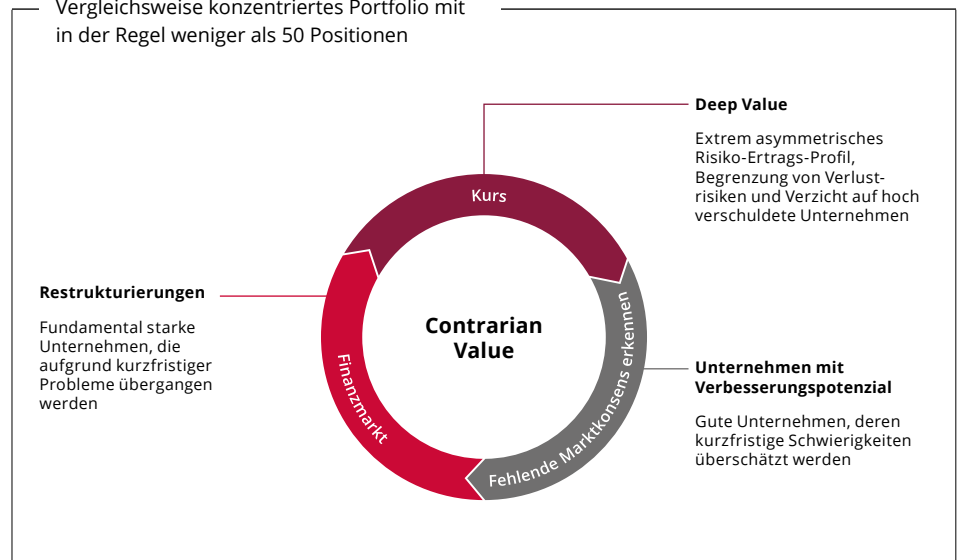 Vergleichsweise konzentriertes Portfolio mit
in der Regel weniger als 50 Positionen
Deep Value
Extrem asymmetrisches
Risiko-Ertrags-Profil,
Begrenzung von Verlust-
risiken und Verzicht auf hoch
verschuldete Unternehmen
Kurs
Restrukturierungen
Fundamental starke
Unternehmen, die
aufgrund kurzfristiger
Probleme übergangen
werden
Contrarian
Value
Finanzmarkt
Fehlende Marktkonsens erkennen
Unternehmen mit
Verbesserungspotenzial
Gute Unternehmen, deren
kurzfristige Schwierigkeiten
überschätzt werden